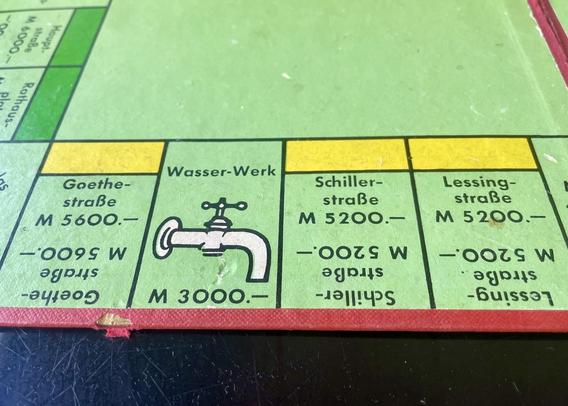 Haupt-
straße
M 6000.—
Rathaus-
Goethe-
straße
M 5600.—
M 5600.—
straße
Goethe-
Wasser-Werk
M 3000.—
Schiller-
straße
M 5200.—
M 5200.—
straße
Schiller-
Lessing-
straße
M 5200.—
M 5200.—
straße
Lessing-